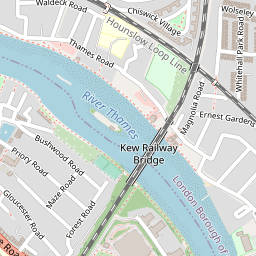 Waldeck Road
Chiswick Village
Wolseley
Hounslow Loop Line
Thames Road
Whitehall Park Road
River Thames
Magnolia Road
Ernest Gardens
Kew Railway
Bridge
Bushwood Road
Priory Road
Maze Road
Gloucester Road
Forest Road
London Borough of
Road